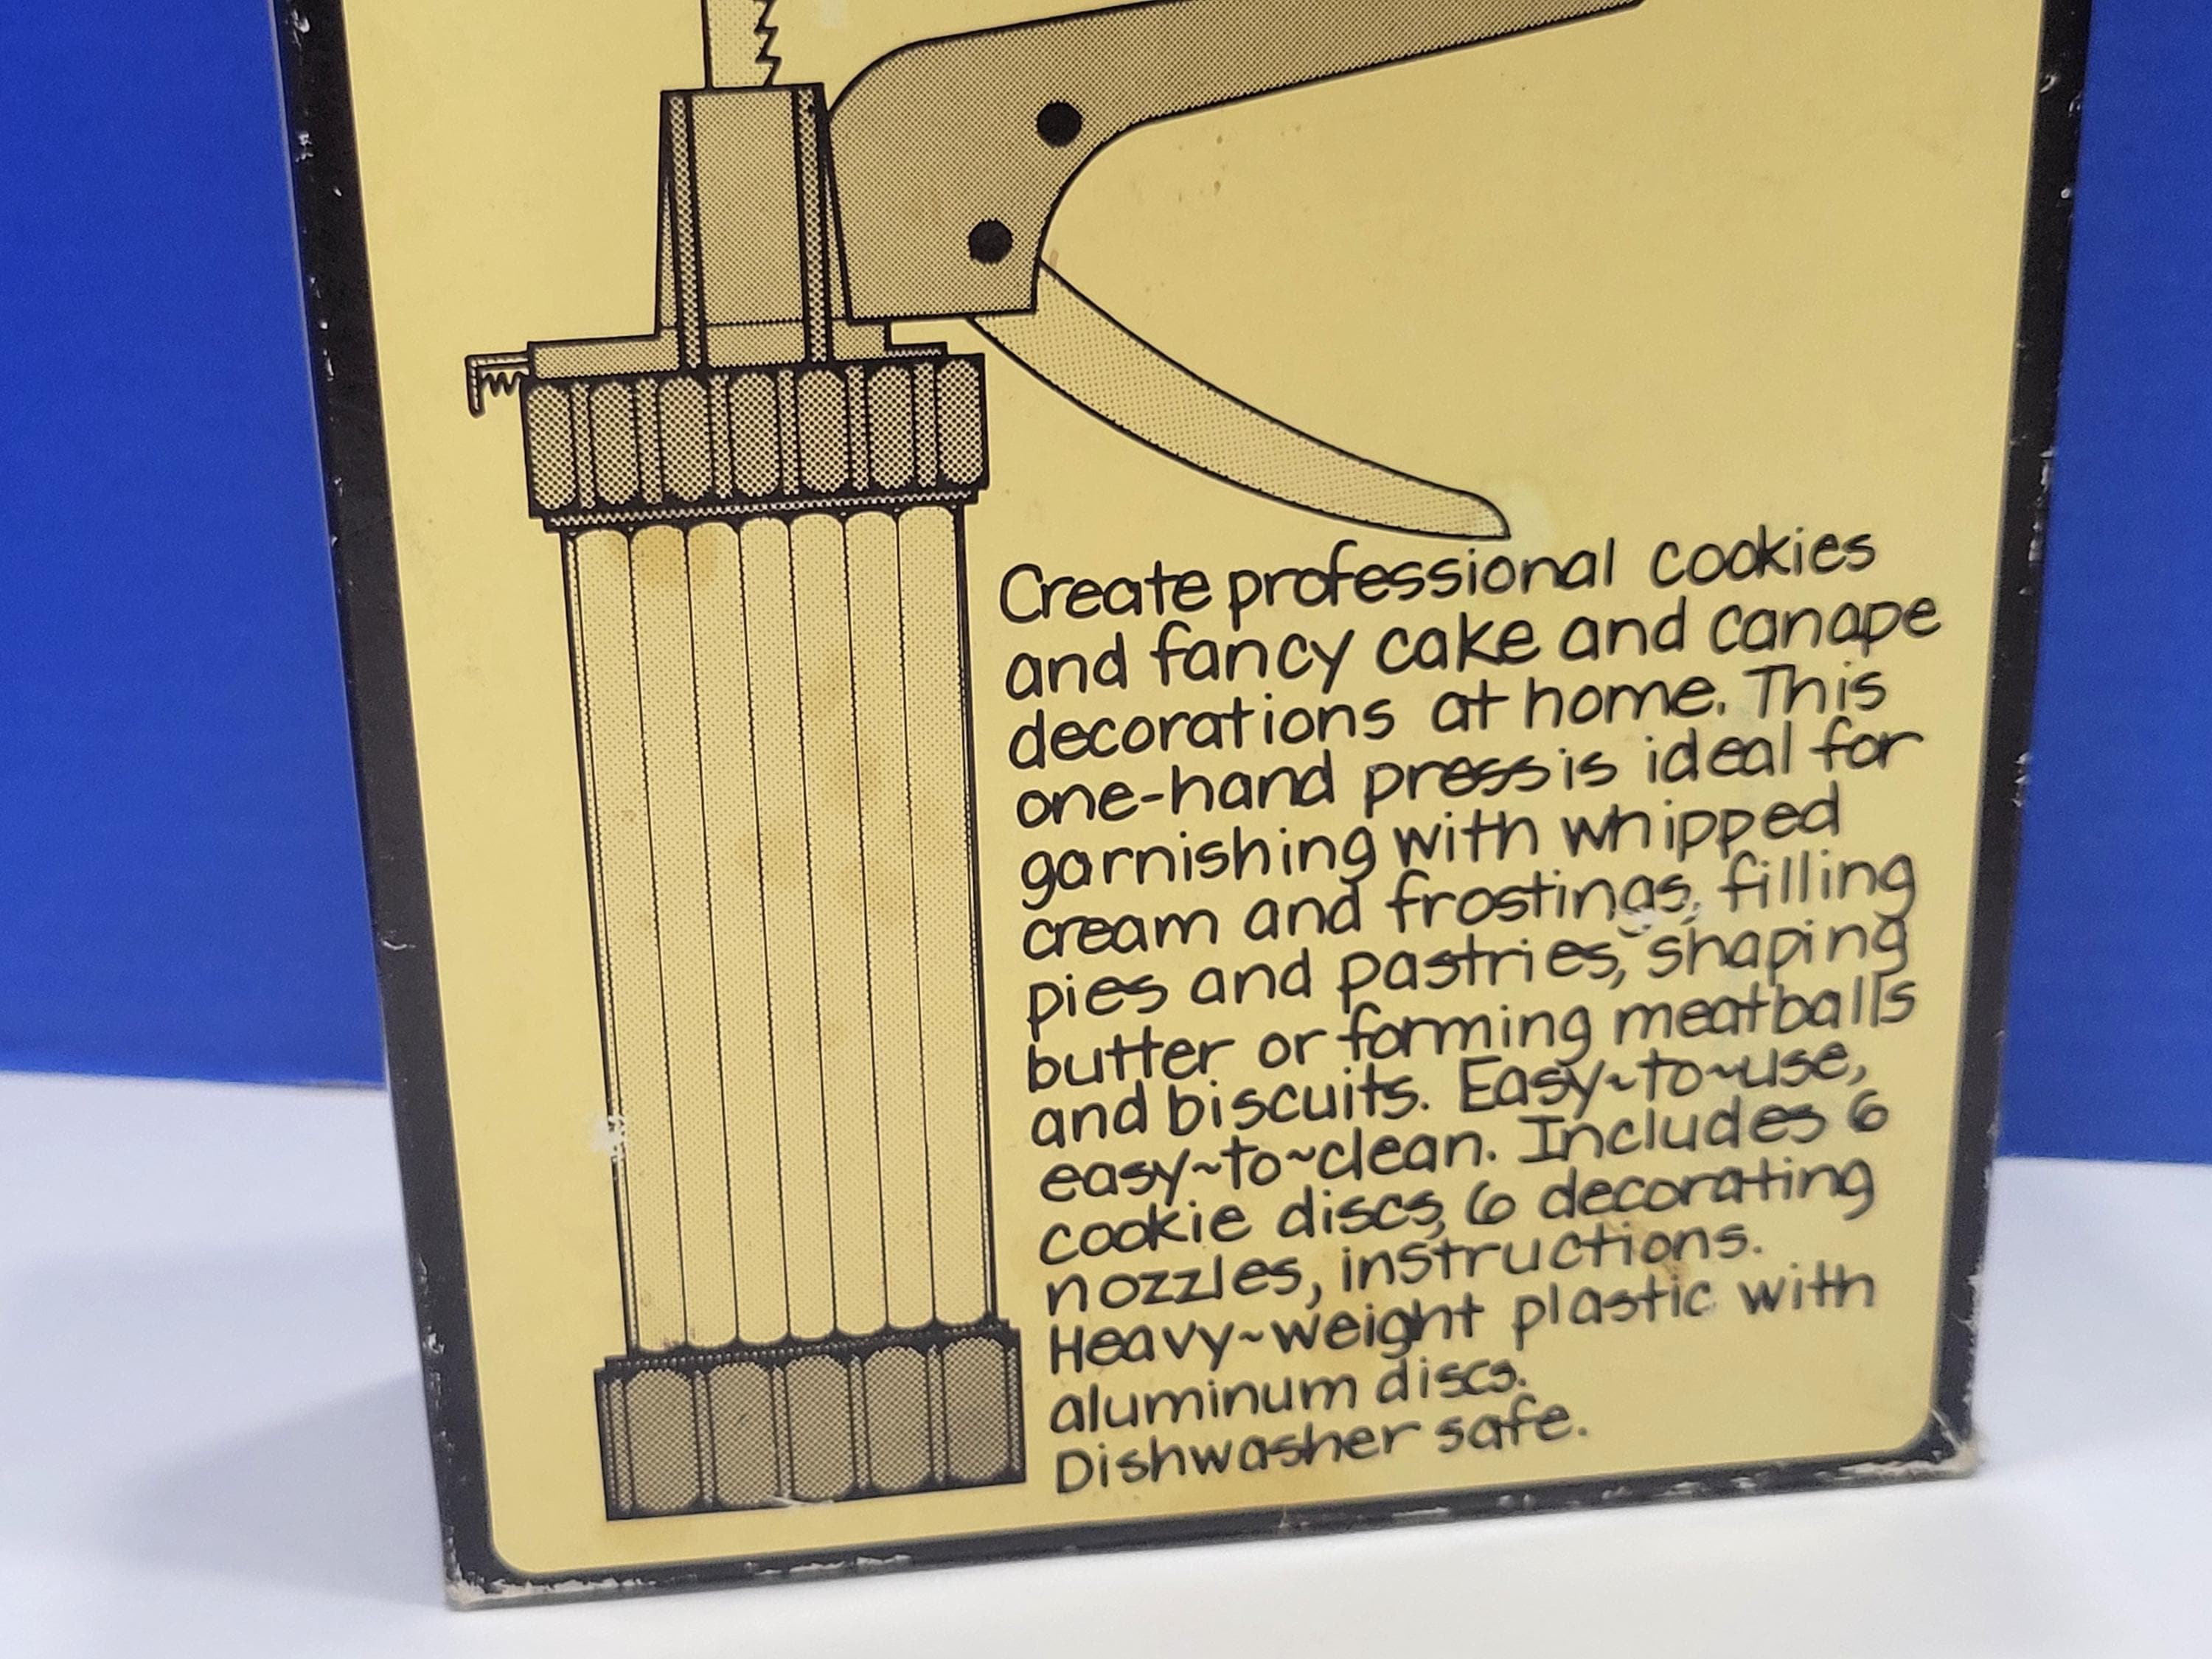 Create professional cookies
and fancy cake and canape
decorations at home. This
one-hand press is ideal for
garnishing with whipped
cream and frostings, filling
pies and pastries, shaping
butter or forming meatballs
and biscuits. Easy~to~use,
easy~to~clean. Includes 6
cookie discs, 6 decorating
nozzles, instructions.
Heavy~weight plastic with
aluminum discs.
Dishwasher safe.